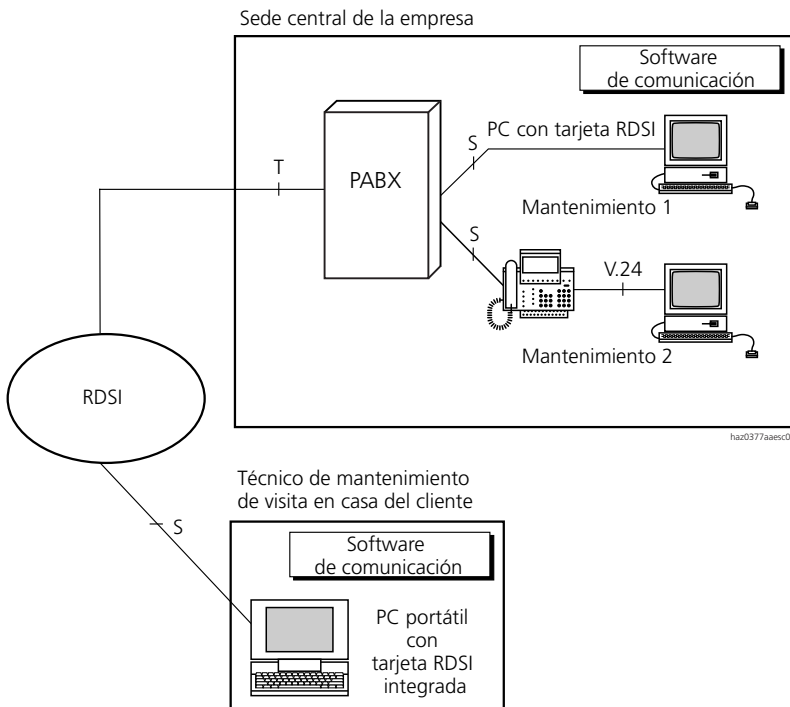 Sede central de la empresa
Software
de comunicación
PC con tarjeta RDSI
S
T
PABX
Mantenimiento 1
S
V.24
Mantenimiento 2
RDSI
haz0377aaesc0
Técnico de mantenimiento
de visita en casa del cliente
S
Software
de comunicación
PC portátil
con
tarjeta RDSI
integrada